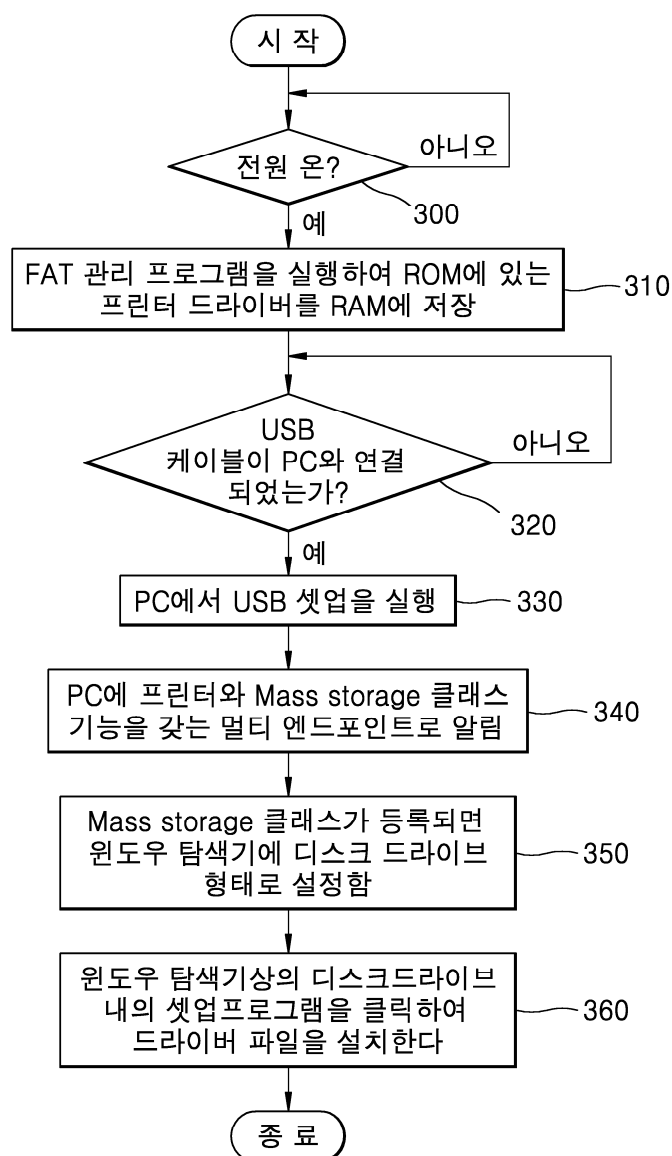 시 작
전원 온?
아니오
300
예
FAT 관리 프로그램을 실행하여 ROM에 있는
프린터 드라이버를 RAM에 저장
310
USB
케이블이 PC와 연결
되었는가?
아니오
320
예
PC에서 USB 셋업을 실행
330
PC에 프린터와 Mass storage 클래스
기능을 갖는 멀티 엔드포인트로 알림
340
Mass storage 클래스가 등록되면
윈도우 탐색기에 디스크 드라이브
형태로 설정함
350
윈도우 탐색기상의 디스크드라이브
내의 셋업프로그램을 클릭하여
드라이버 파일을 설치한다
360
종 료